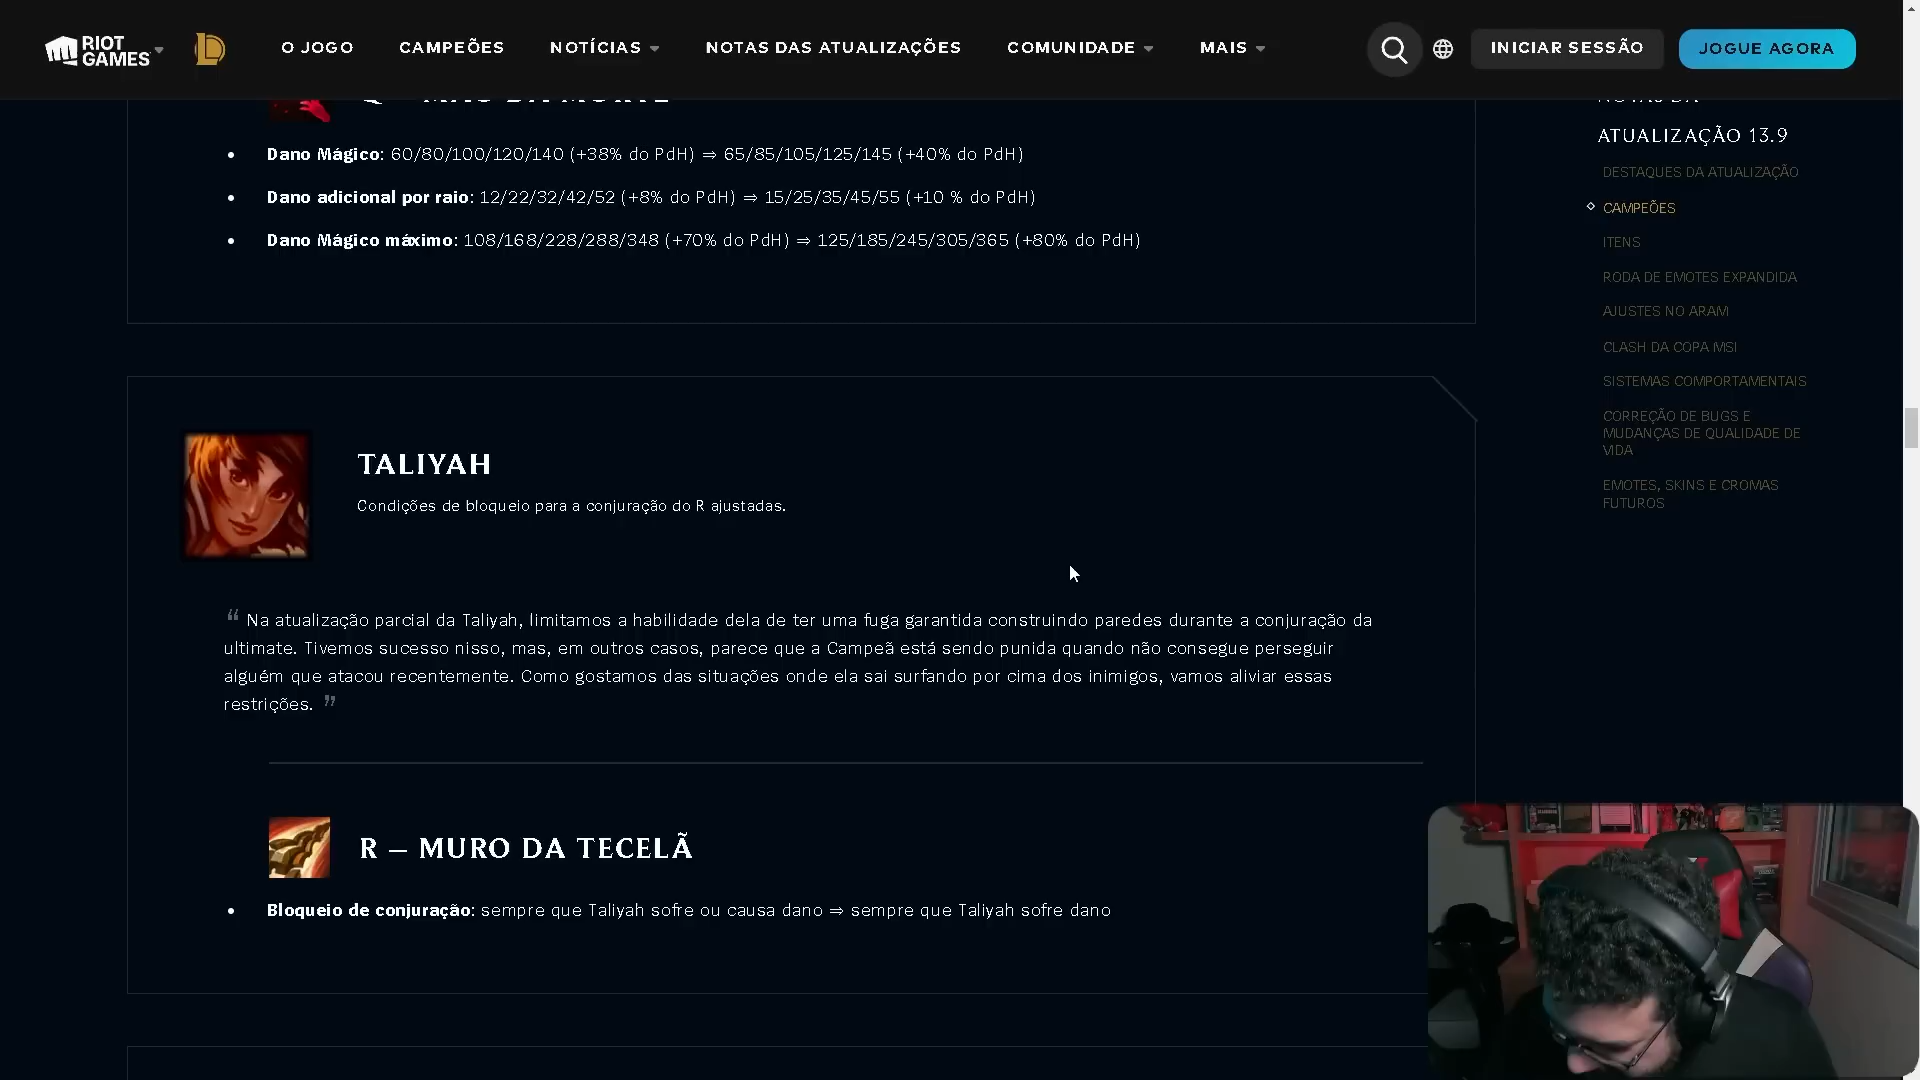 RIOT GAMES
O JOGO
CAMPEÕES
NOTÍCIAS
NOTAS DAS ATUALIZAÇÕES
COMUNIDADE
MAIS
INICIAR SESSÃO
JOGUE AGORA
Dano Mágico: 60/80/100/120/140 (+38% do PdH) ⇒ 65/85/105/125/145 (+40% do PdH)
Dano adicional por raio: 12/22/32/42/52 (+8% do PdH) ⇒ 15/25/35/45/55 (+10 % do PdH)
Dano Mágico máximo: 108/168/228/288/348 (+70% do PdH) ⇒ 125/185/245/305/365 (+80% do PdH)
TALIYAH
Condições de bloqueio para a conjuração do R ajustadas.
“ Na atualização parcial da Taliyah, limitamos a habilidade dela de ter uma fuga garantida construindo paredes durante a conjuração da
ultimate. Tivemos sucesso nisso, mas, em outros casos, parece que a Campeã está sendo punida quando não consegue perseguir
alguém que atacou recentemente. Como gostamos das situações onde ela sai surfando por cima dos inimigos, vamos aliviar essas
restrições. ”
R – MURO DA TECELÃ
Bloqueio de conjuração: sempre que Taliyah sofre ou causa dano ⇒ sempre que Taliyah sofre dano
NOTAS DA
ATUALIZAÇÃO 13.9
DESTAQUES DA ATUALIZAÇÃO
CAMPEÕES
ITENS
RODA DE EMOTES EXPANDIDA
AJUSTES NO ARAM
CLASH DA COPA MSI
SISTEMAS COMPORTAMENTAIS
CORREÇÃO DE BUGS E
MUDANÇAS DE QUALIDADE DE
VIDA
EMOTES, SKINS E CROMAS
FUTUROS